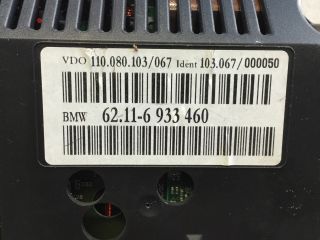 VDO 110.080.103/067 Ident 103.067/000050
BMW 62.11-6 933 460